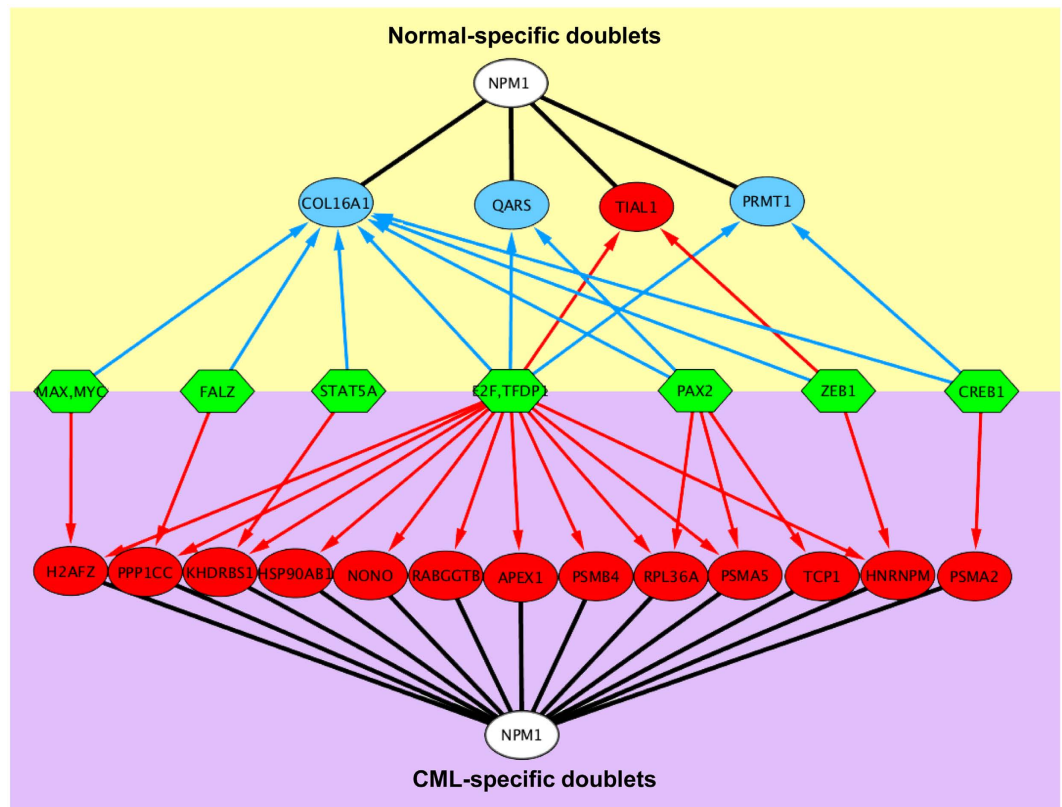 Normal-specific doublets
NPM1
COL16A1 QARS TIAL1 PRMT1
MAX,MYC FALZ STAT5A E2F,TFDP1 PAX2 ZEB1 CREB1
H2AFZ PPP1CC KHDRBS1 HSP90AB1 NONO RABGGTB APEX1 PSMB4 RPL36A PSMA5 TCP1 HNRNPM PSMA2
NPM1
CML-specific doublets